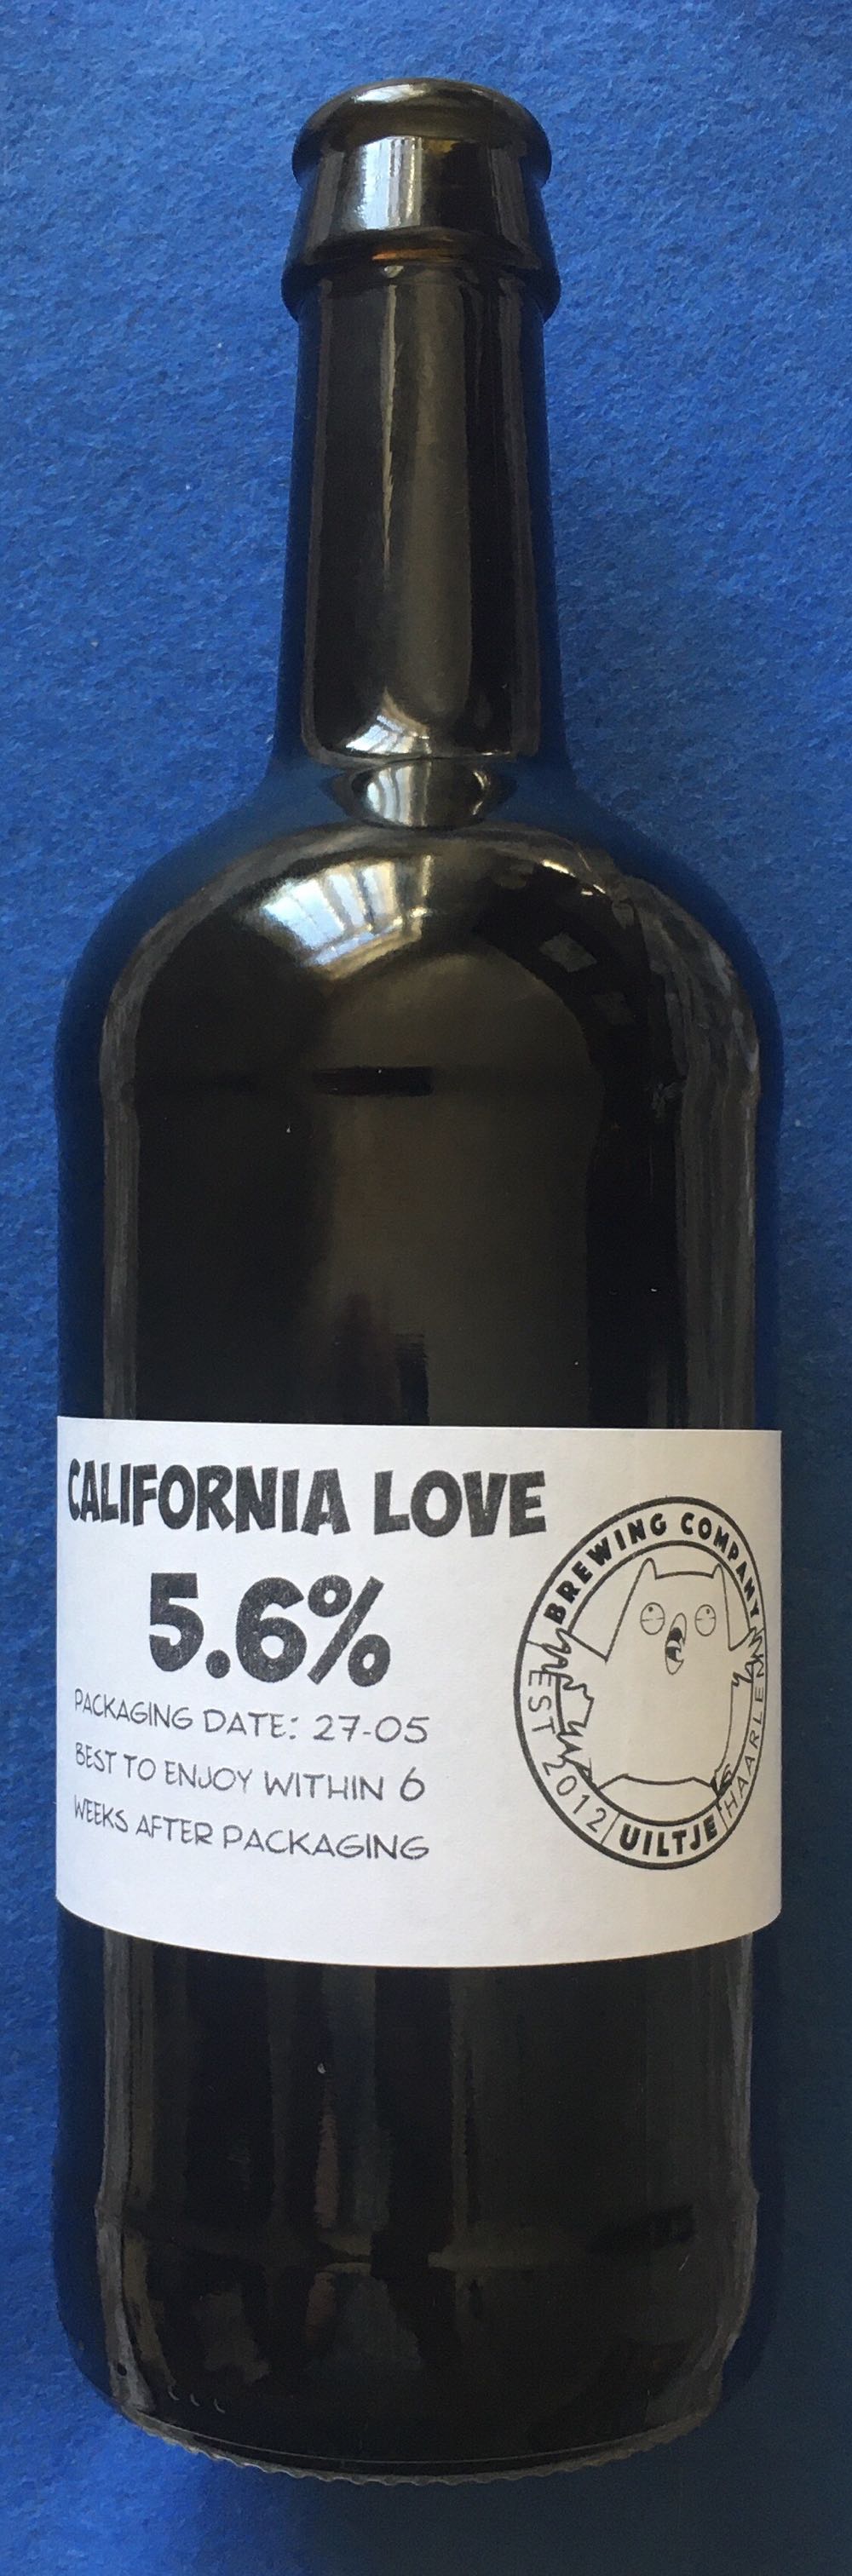 CALIFORNIA LOVE
5.6%
PACKAGING DATE: 27-05
BEST TO ENJOY WITHIN 6
WEEKS AFTER PACKAGING
BREWING COMPANY
EST 2012
UILTJE
HAARLEM